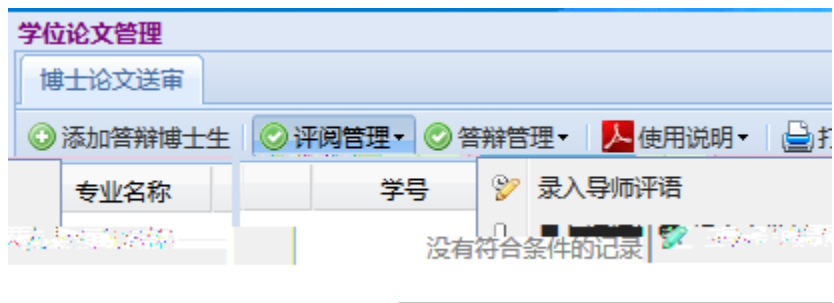 学位论文管理
博士论文送审
添加答辩博士生 评阅管理 答辩管理 使用说明
专业名称 学号 录入导师评语
没有符合条件的记录